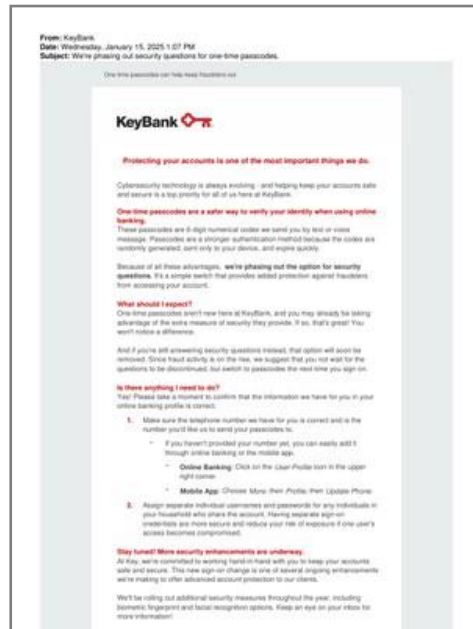 From: KeyBank
Date: Wednesday, January 15, 2025 1:07 PM
Subject: We're phasing out security questions for one-time passcodes.
One-time passcodes can help keep fraudsters out
KeyBank
Protecting your accounts is one of the most important things we do.
Cybersecurity technology is always evolving - and helping keep your accounts safe
and secure is a top priority for all of us here at KeyBank.
One-time passcodes are a safer way to verify your identity when using online
banking.
These passcodes are 6-digit numerical codes we send you by text or voice
message. Passcodes are a stronger authentication method because the codes are
randomly generated, sent only to your device, and expire quickly.
Because of all these advantages, we're phasing out the option for security
questions. It's a simple switch that provides added protection against fraudsters
from accessing your account.
What should I expect?
One-time passcodes aren't new here at KeyBank, and you may already be taking
advantage of the extra measure of security they provide. If so, that's great! You
won't notice a difference.
And if you're still answering security questions instead, that option will soon be
removed. Since fraud activity is on the rise, we suggest that you not wait for the
questions to be discontinued, but switch to passcodes the next time you sign on.
Is there anything I need to do?
Yes! Please take a moment to confirm that the information we have for you in your
online banking profile is correct.
1. Make sure the telephone number we have for you is correct and is the
number you'd like us to send your passcodes to.
- If you haven't provided your number yet, you can easily add it
through online banking or the mobile app.
- Online Banking: Click on the User Profile icon in the upper
right corner
- Mobile App: Choose More, then Profile, then Update Phone
2. Assign separate individual usernames and passwords for any individuals in
your household who share the account. Having separate sign-on
credentials are more secure and reduce your risk of exposure if one user's
access becomes compromised.
Stay tuned! More security enhancements are underway.
At Key, we're committed to working hand-in-hand with you to keep your accounts
safe and secure. This new sign-on change is one of several ongoing enhancements
we're making to offer advanced account protection to our clients.
We'll be rolling out additional security measures throughout the year, including
biometric fingerprint and facial recognition options. Keep an eye on your inbox for
more information!